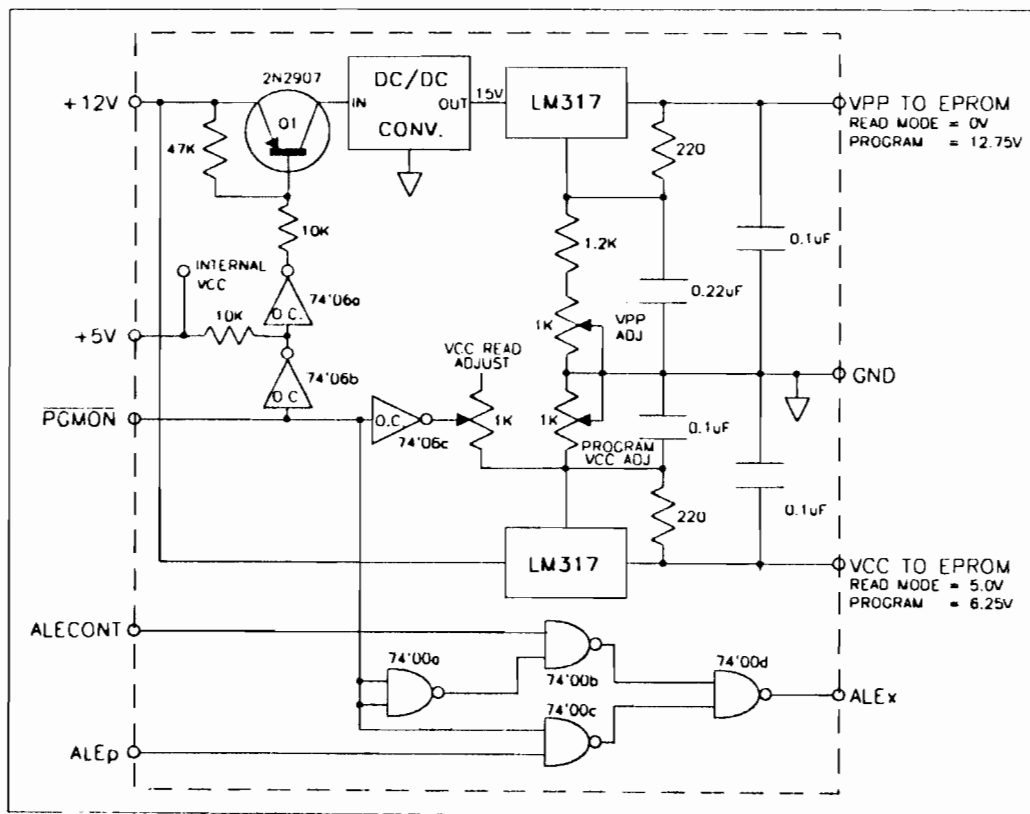 2N2907
+12V
Q1
47K
DC/DC
IN
OUT
CONV.
15V
LM317
VPP TO EPROM
READ MODE = 0V
PROGRAM = 12.75V
220
10K
1.2K
0.1uF
INTERNAL
VCC
74'06a
O.C.
0.22uF
+5V
10K
1K
VPP
ADJ
VCC READ
ADJUST
74'06b
O.C
GND
PGMON
O.C.
74'06c
1K
1K
PROGRAM
VCC ADJ
0.1uF
220
0.1uF
LM317
VCC TO EPROM
READ MODE = 5.0V
PROGRAM = 6.25V
ALECONT
74'00a
74'00b
74'00d
ALEx
74'00c
ALEp